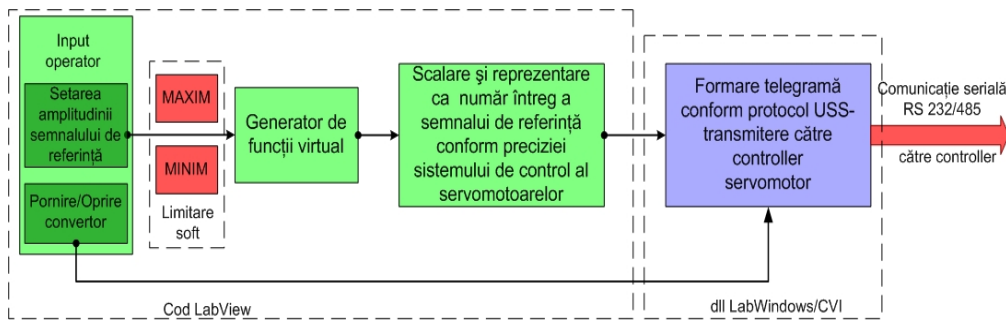 Input
operator
Setarea
amplitudinii
semnalului de
referință
Pornire/Oprire
convertor
MAXIM
MINIM
Limitare
soft
Generator de
funcții virtual
Scalare şi reprezentare
ca număr întreg a
semnalului de referință
conform preciziei
sistemului de control al
servomotoarelor
Cod LabView
Formare telegramă
conform protocol USS-
transmitere către
controller
servomotor
dll LabWindows/CVI
Comunicație serială
RS 232/485
către controller